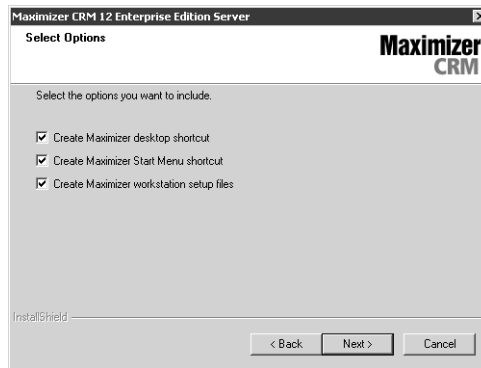 Maximizer CRM 12 Enterprise Edition Server
Select Options
Maximizer
CRM
Select the options you want to include.
Create Maximizer desktop shortcut
Create Maximizer Start Menu shortcut
Create Maximizer workstation setup files
InstallShield
< Back
Next >
Cancel